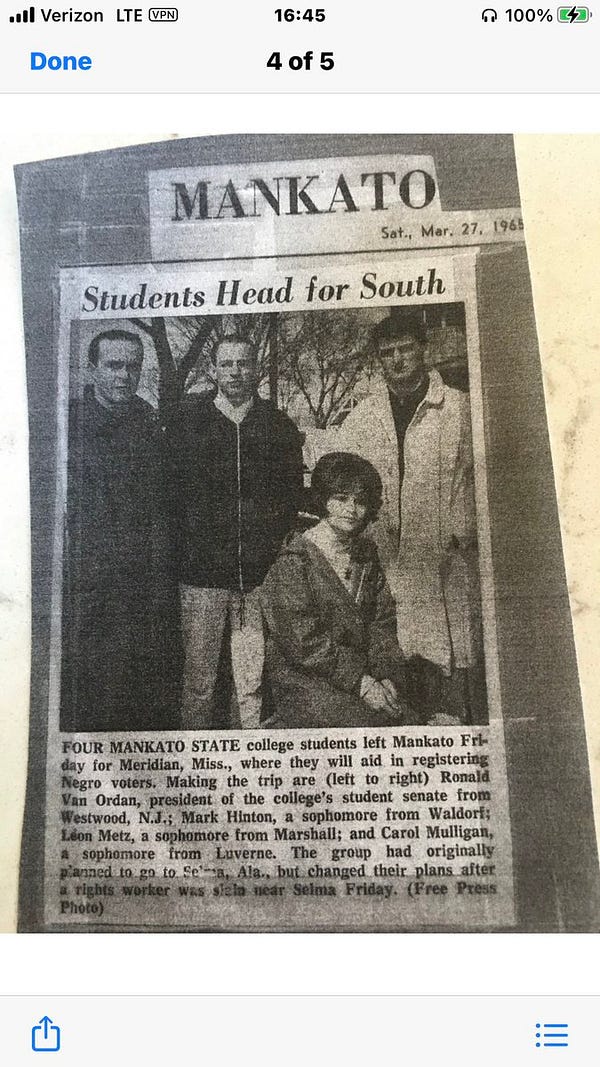 Verizon LTE VPN 16:45 100%
Done 4 of 5
MANKATO
Sat., Mar. 27, 1965
Students Head for South
FOUR MANKATO STATE college students left Mankato Fri-
day for Meridian, Miss., where they will aid in registering
Negro voters. Making the trip are (left to right) Ronald
Van Ordan, president of the college's student senate from
Westwood, N.J.; Mark Hinton, a sophomore from Waldorf;
Leon Metz, a sophomore from Marshall; and Carol Mulligan,
a sophomore from Luverne. The group had originally
planned to go to Selma, Ala., but changed their plans after
a rights worker was slain near Selma Friday. (Free Press
Photo)